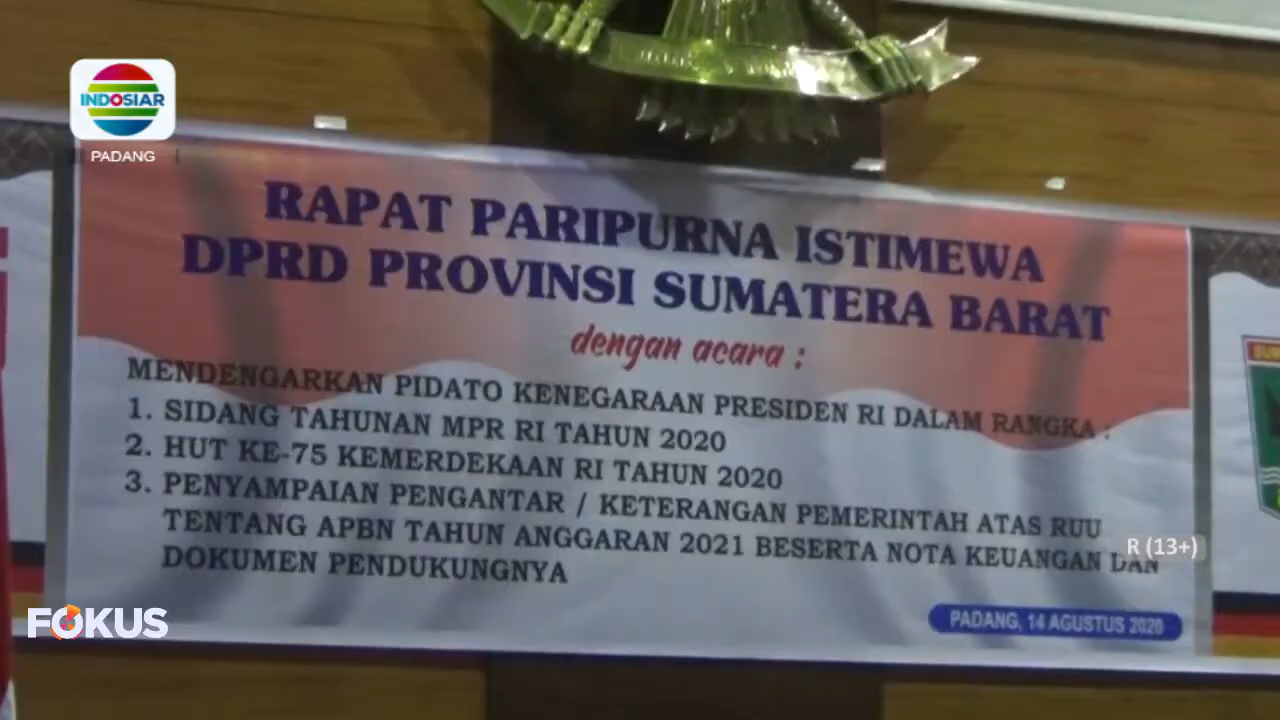 INDOSIAR
PADANG
RAPAT PARIPURNA ISTIMEWA
DPRD PROVINSI SUMATERA BARAT
dengan acara :
MENDENGARKAN PIDATO KENEGARAAN PRESIDEN RI DALAM RANGKA :
1. SIDANG TAHUNAN MPR RI TAHUN 2020
2. HUT KE-75 KEMERDEKAAN RI TAHUN 2020
3. PENYAMPAIAN PENGANTAR / KETERANGAN PEMERINTAH ATAS RUU
TENTANG APBN TAHUN ANGGARAN 2021 BESERTA NOTA KEUANGAN DAN
DOKUMEN PENDUKUNGNYA
R (13+)
FOKUS
PADANG, 14 AGUSTUS 2020